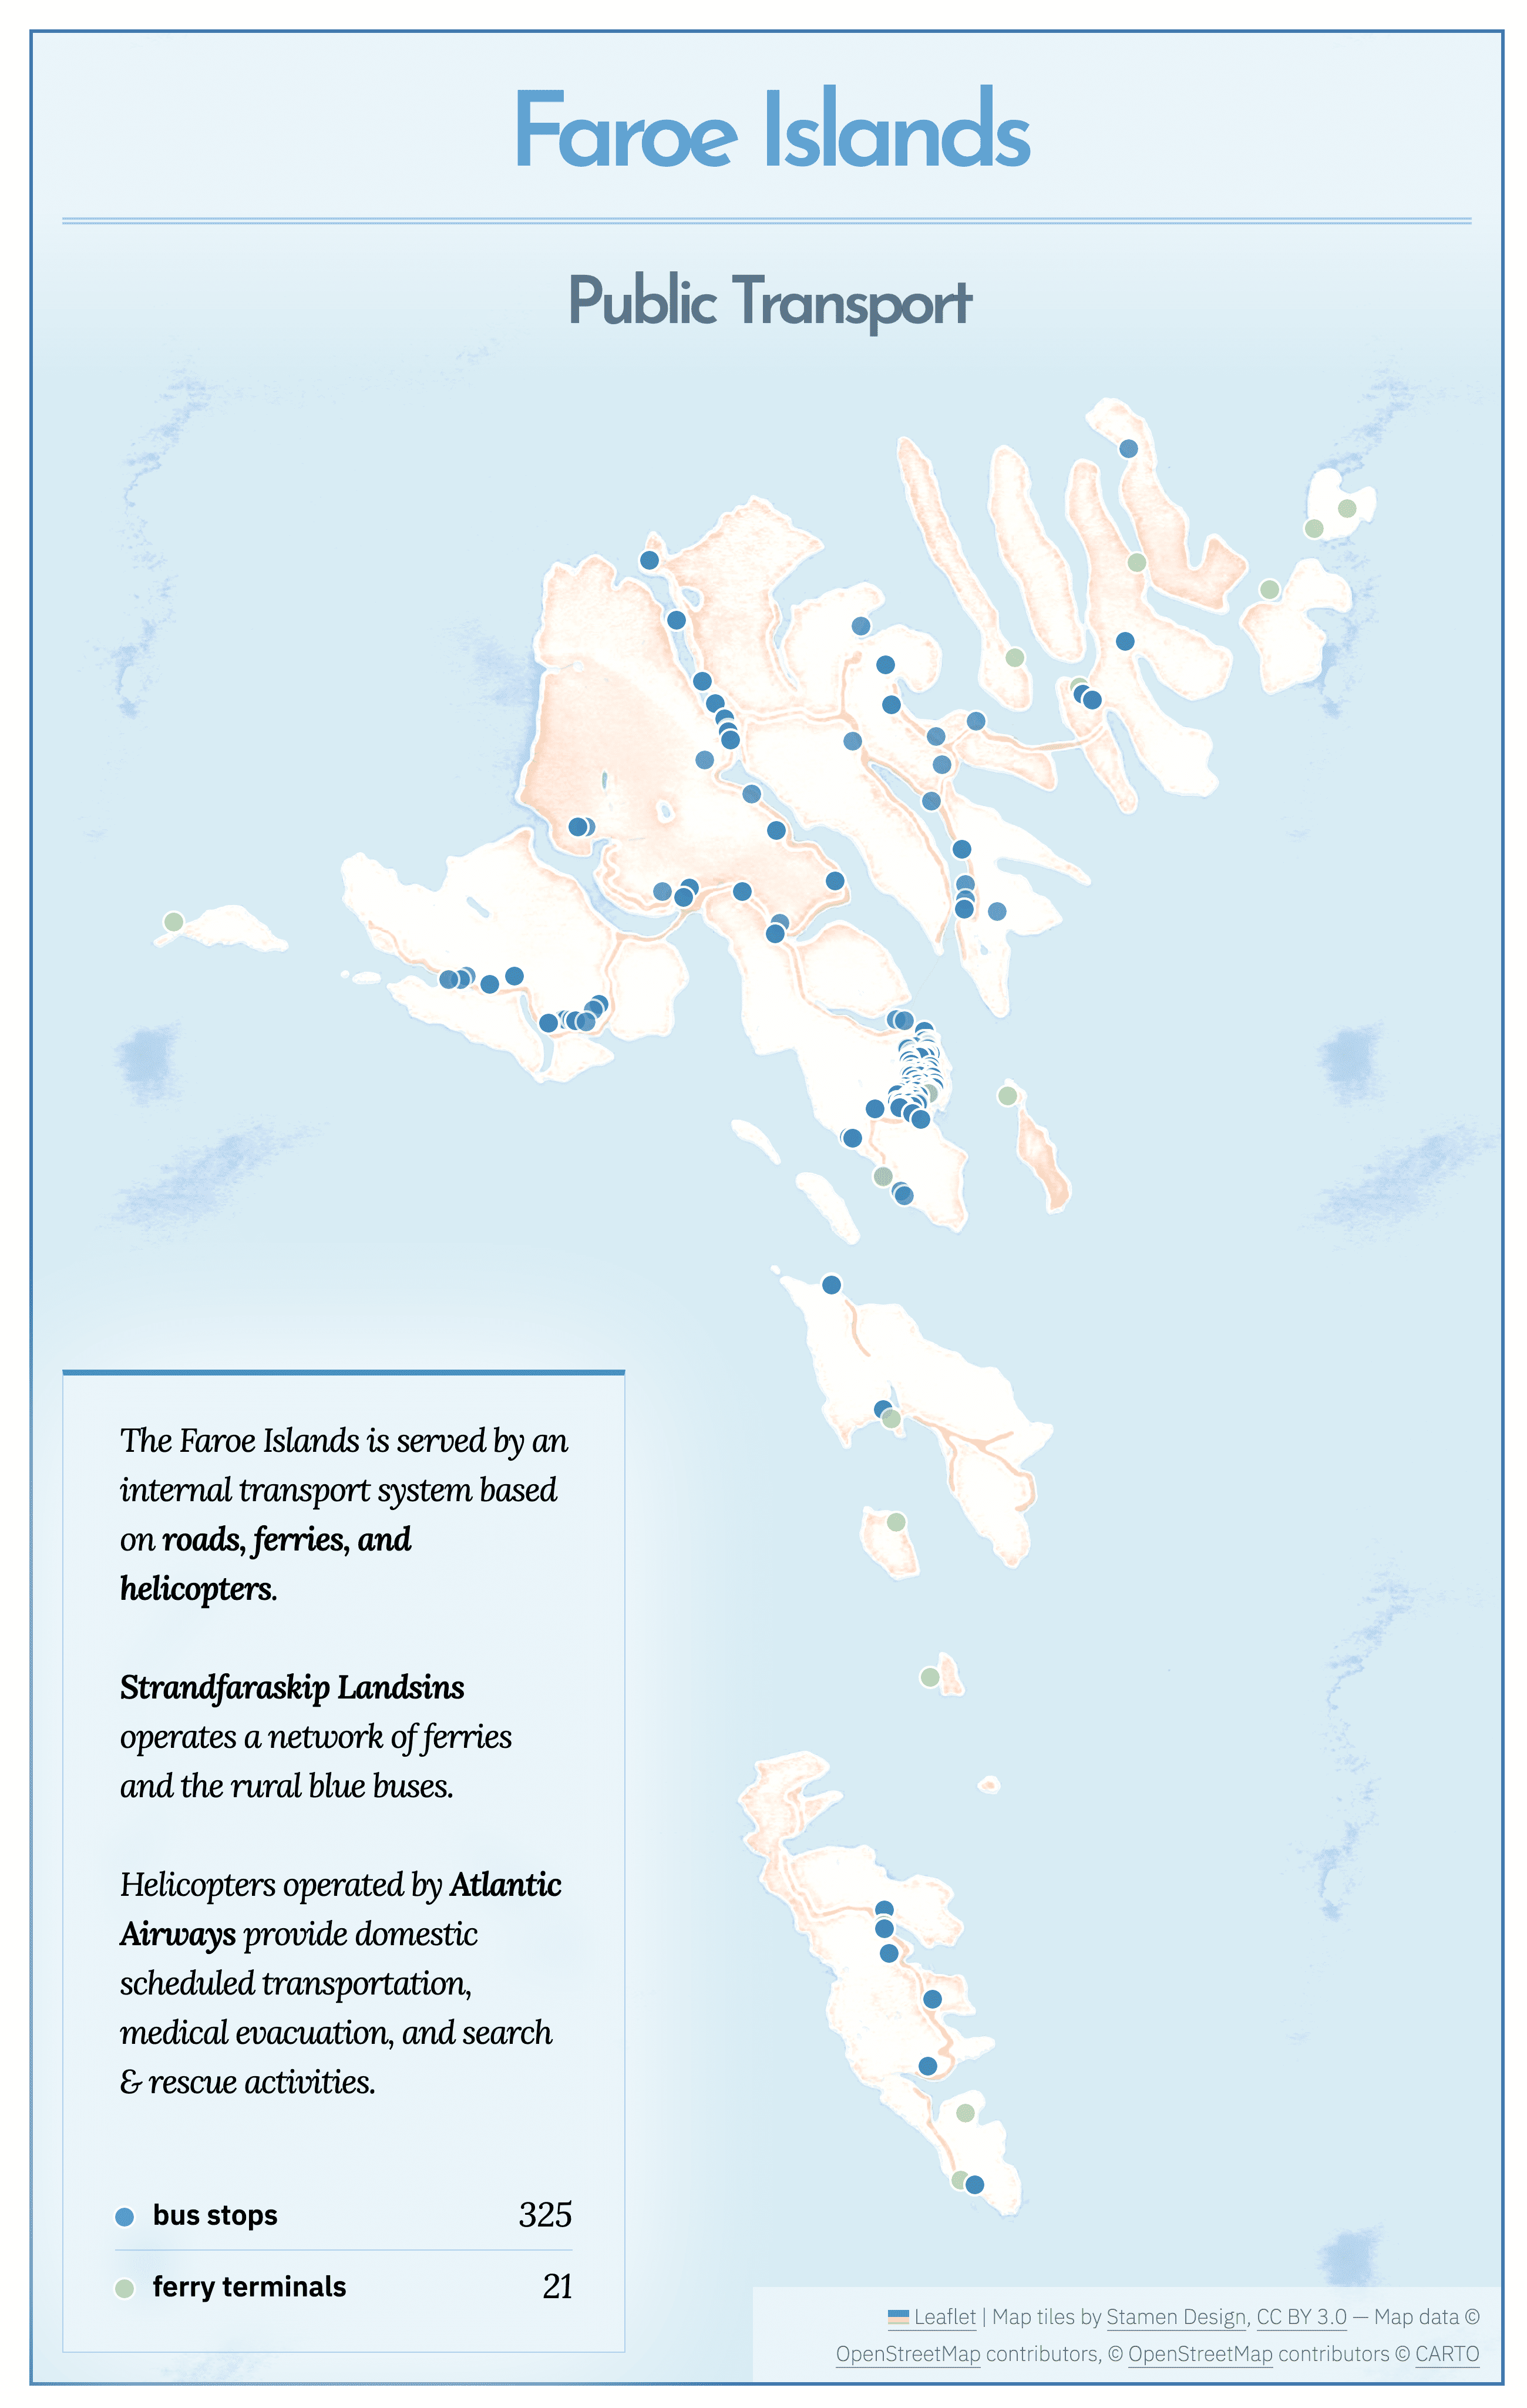 Faroe Islands
Public Transport
The Faroe Islands is served by an
internal transport system based
on roads, ferries, and
helicopters.
Strandfaraskip Landsins
operates a network of ferries
and the rural blue buses.
Helicopters operated by Atlantic
Airways provide domestic
scheduled transportation,
medical evacuation, and search
& rescue activities.
bus stops 325
ferry terminals 21
Leaflet | Map tiles by Stamen Design, CC BY 3.0 — Map data ©
OpenStreetMap contributors, © OpenStreetMap contributors © CARTO